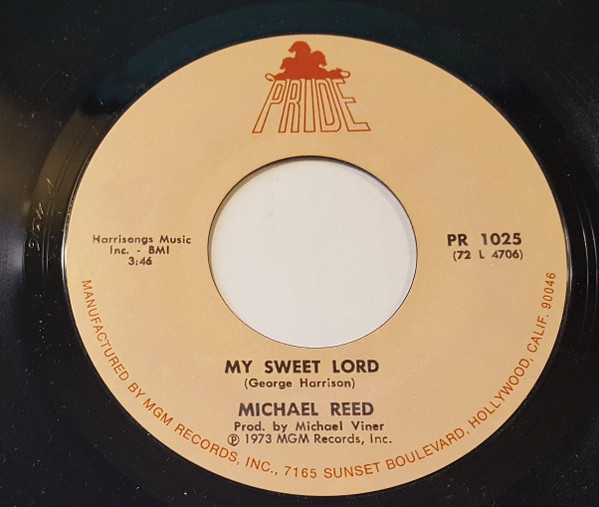 PRIDE
Harrisongs Music
Inc. - BMI
3:46
PR 1025
(72 L 4706)
MY SWEET LORD
(George Harrison)
MICHAEL REED
Prod. by Michael Viner
℗ 1973 MGM Records, Inc.
MANUFACTURED BY MGM RECORDS, INC., 7165 SUNSET BOULEVARD, HOLLYWOOD, CALIF. 90046